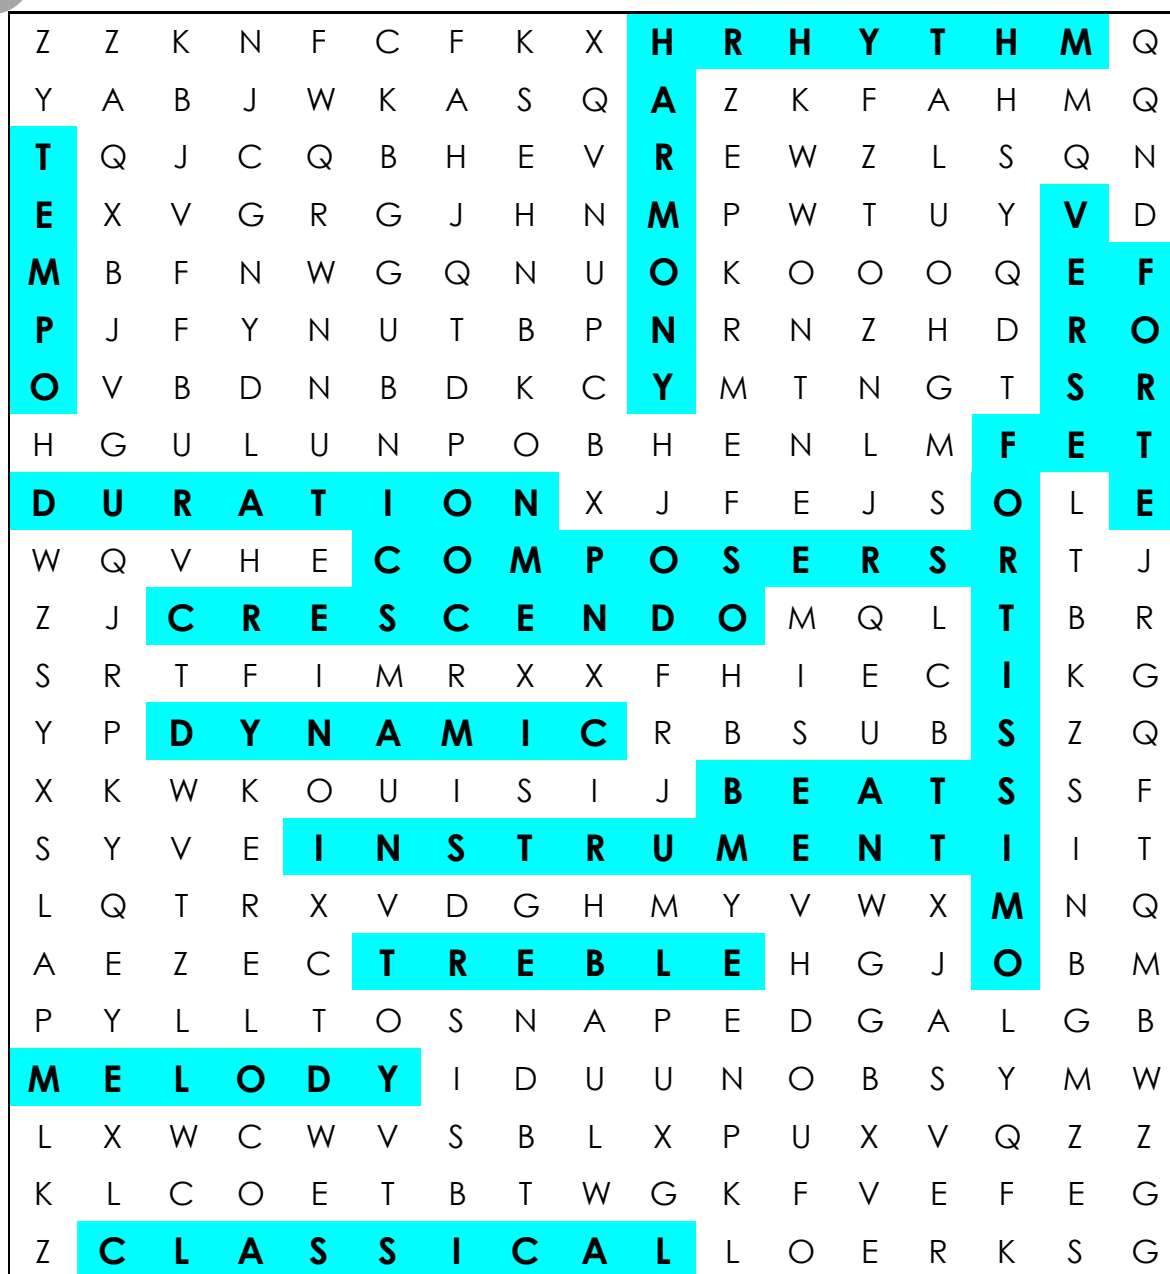 Z Z K N F C F K X H R H Y T H M Q
Y A B J W K A S Q A Z K F A H M Q
T Q J C Q B H E V R E W Z L S Q N
E X V G R G J H N M P W T U Y V D
M B F N W G Q N U O K O O O Q E F
P J F Y N U T B P N R N Z H D R O
O V B D N B D K C Y M T N G T S R
H G U L U N P O B H E N L M F E T
D U R A T I O N X J F E J S O L E
W Q V H E C O M P O S E R S R T J
Z J C R E S C E N D O M Q L T B R
S R T F I M R X X F H I E C I K G
Y P D Y N A M I C R B S U B S Z Q
X K W K O U I S I J B E A T S S F
S Y V E I N S T R U M E N T I I T
L Q T R X V D G H M Y V W X M N Q
A E Z E C T R E B L E H G J O B M
P Y L L T O S N A P E D G A L G B
M E L O D Y I D U U N O B S Y M W
L X W C W V S B L X P U X V Q Z Z
K L C O E T B T W G K F V E F E G
Z C L A S S I C A L L O E R K S G